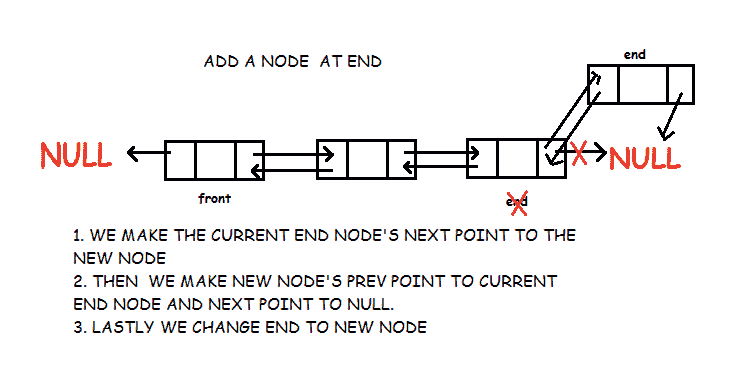 ADD A NODE AT END
end
NULL
NULL
front
end
1. WE MAKE THE CURRENT END NODE'S NEXT POINT TO THE
NEW NODE
2. THEN WE MAKE NEW NODE'S PREV POINT TO CURRENT
END NODE AND NEXT POINT TO NULL.
3. LASTLY WE CHANGE END TO NEW NODE